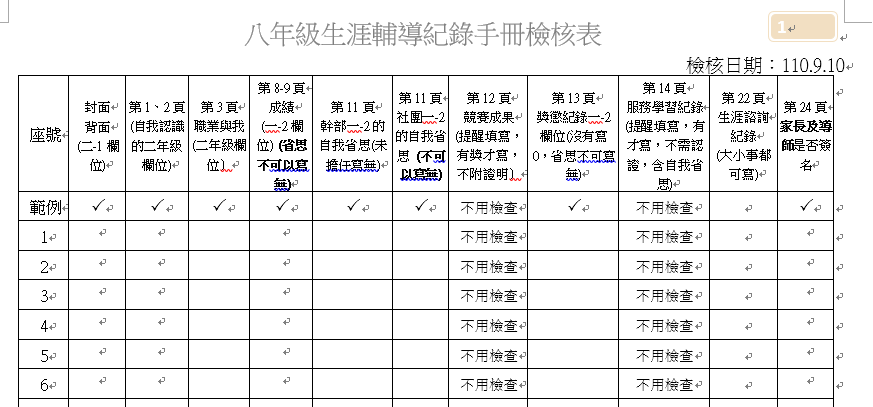 1
八年級生涯輔導紀錄手冊檢核表
檢核日期：110.9.10
座號
封面
背面
(二-1 欄
位)
第 1、2 頁
(自我認識
的二年級
欄位)
第 3 頁
職業與我
(二年級欄
位)
第 8-9 頁
成績
(一-2 欄
位) (省思
不可以寫
無)
第 11 頁
幹部一-2 的
自我省思(未
擔任寫無)
第 11 頁
社團一-2
的自我省
思 (不可
以寫無)
第 12 頁
競賽成果
(提醒填寫，
有獎才寫，
不附證明)
第 13 頁
獎懲紀錄一-2
欄位(沒有寫
0，省思不可寫
無)
第 14 頁
服務學習紀錄
(提醒填寫，有
才寫，不需認
證，含自我省
思)
第 22 頁
生涯諮詢
紀錄
(大小事都
可寫)
第 24 頁
家長及導
師是否簽
名
範例 ✓ ✓ ✓ ✓ ✓ ✓ 不用檢查 ✓ 不用檢查 ✓
1 不用檢查 不用檢查
2 不用檢查 不用檢查
3 不用檢查 不用檢查
4 不用檢查 不用檢查
5 不用檢查 不用檢查
6 不用檢查 不用檢查